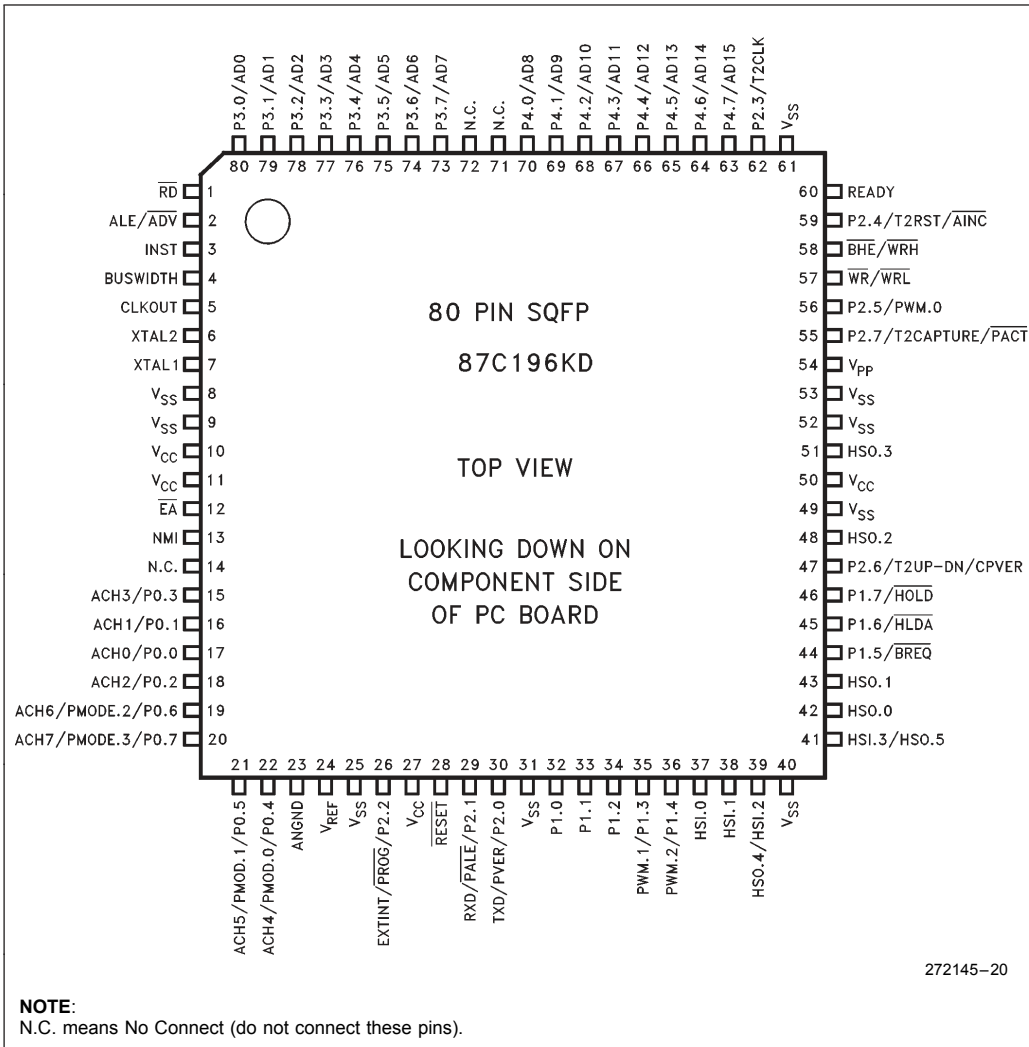 P3.0/AD0
P3.1/AD1
P3.2/AD2
P3.3/AD3
P3.4/AD4
P3.5/AD5
P3.6/AD6
P3.7/AD7
N.C.
N.C.
P4.0/AD8
P4.1/AD9
P4.2/AD10
P4.3/AD11
P4.4/AD12
P4.5/AD13
P4.6/AD14
P4.7/AD15
P2.3/T2CLK
VSS
80 79 78 77 76 75 74 73 72 71 70 69 68 67 66 65 64 63 62 61
RD 1
ALE/ADV 2
INST 3
BUSWIDTH 4
CLKOUT 5
XTAL2 6
XTAL1 7
VSS 8
VSS 9
VCC 10
VCC 11
EA 12
NMI 13
N.C. 14
ACH3/P0.3 15
ACH1/P0.1 16
ACH0/P0.0 17
ACH2/P0.2 18
ACH6/PMODE.2/P0.6 19
ACH7/PMODE.3/P0.7 20
80 PIN SQFP
87C196KD
TOP VIEW
LOOKING DOWN ON
COMPONENT SIDE
OF PC BOARD
60 READY
59 P2.4/T2RST/AINC
58 BHE/WRH
57 WR/WRL
56 P2.5/PWM.0
55 P2.7/T2CAPTURE/PACT
54 VPP
53 VSS
52 VSS
51 HSO.3
50 VCC
49 VSS
48 HSO.2
47 P2.6/T2UP-DN/CPVER
46 P1.7/HOLD
45 P1.6/HLDA
44 P1.5/BREQ
43 HSO.1
42 HSO.0
41 HSI.3/HSO.5
21 22 23 24 25 26 27 28 29 30 31 32 33 34 35 36 37 38 39 40
ACH5/PMOD.1/P0.5
ACH4/PMOD.0/P0.4
ANGND
VREF
VSS
EXTINT/PROG/P2.2
VCC
RESET
RXD/PALE/P2.1
TXD/PVER/P2.0
VSS
P1.0
P1.1
P1.2
PWM.1/P1.3
PWM.2/P1.4
HSI.0
HSI.1
HSO.4/HSI.2
VSS
272145–20
NOTE:
N.C. means No Connect (do not connect these pins).